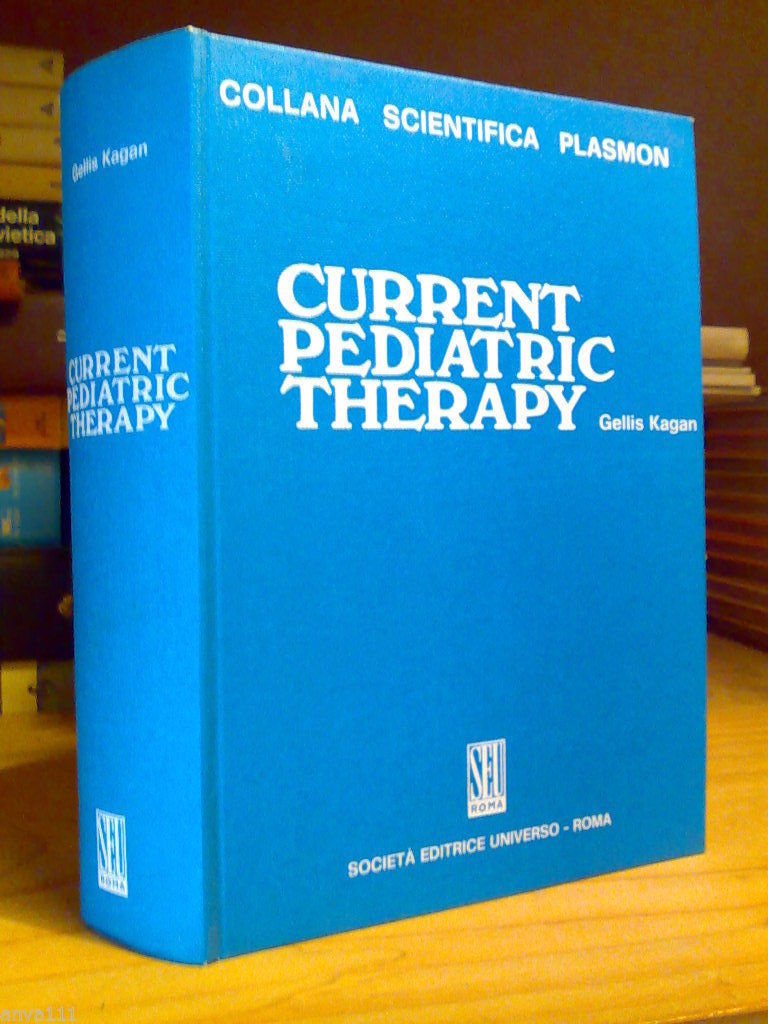 COLLANA SCIENTIFICA PLASMON
CURRENT
PEDIATRIC
THERAPY
Gellis Kagan
SEU
ROMA
SOCIETÀ EDITRICE UNIVERSO - ROMA
Gellis Kagan
CURRENT
PEDIATRIC
THERAPY
SEU
ROMA
della
vietica